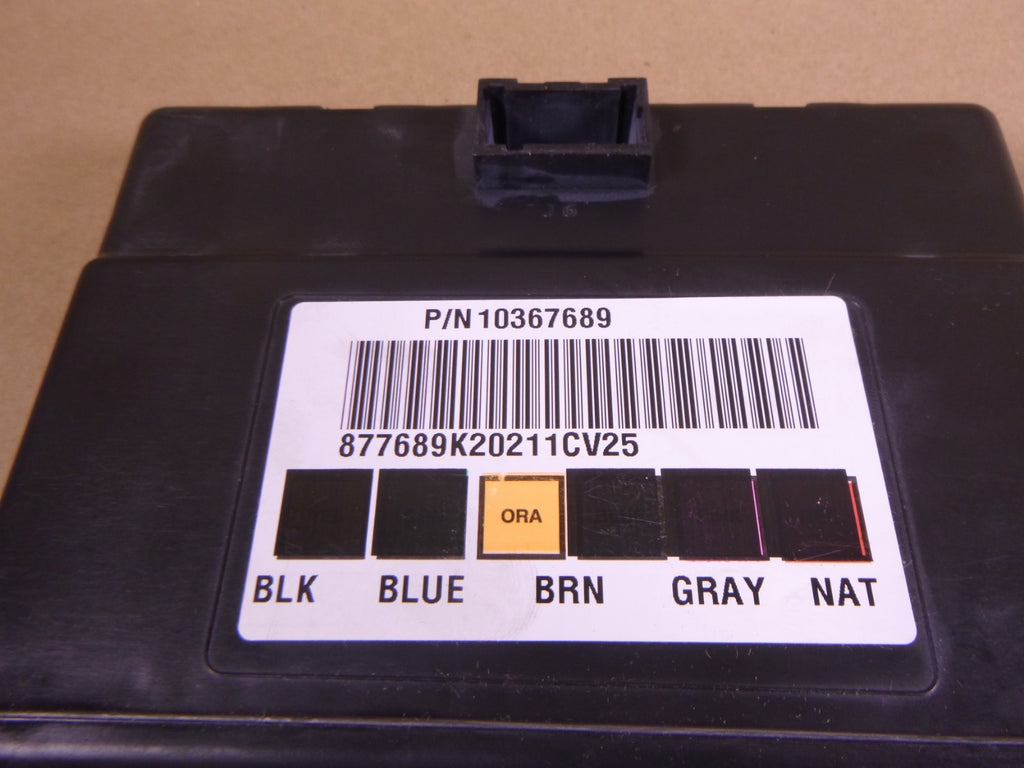 P/N 10367689
877689K20211CV25
ORA
BLK BLUE BRN GRAY NAT